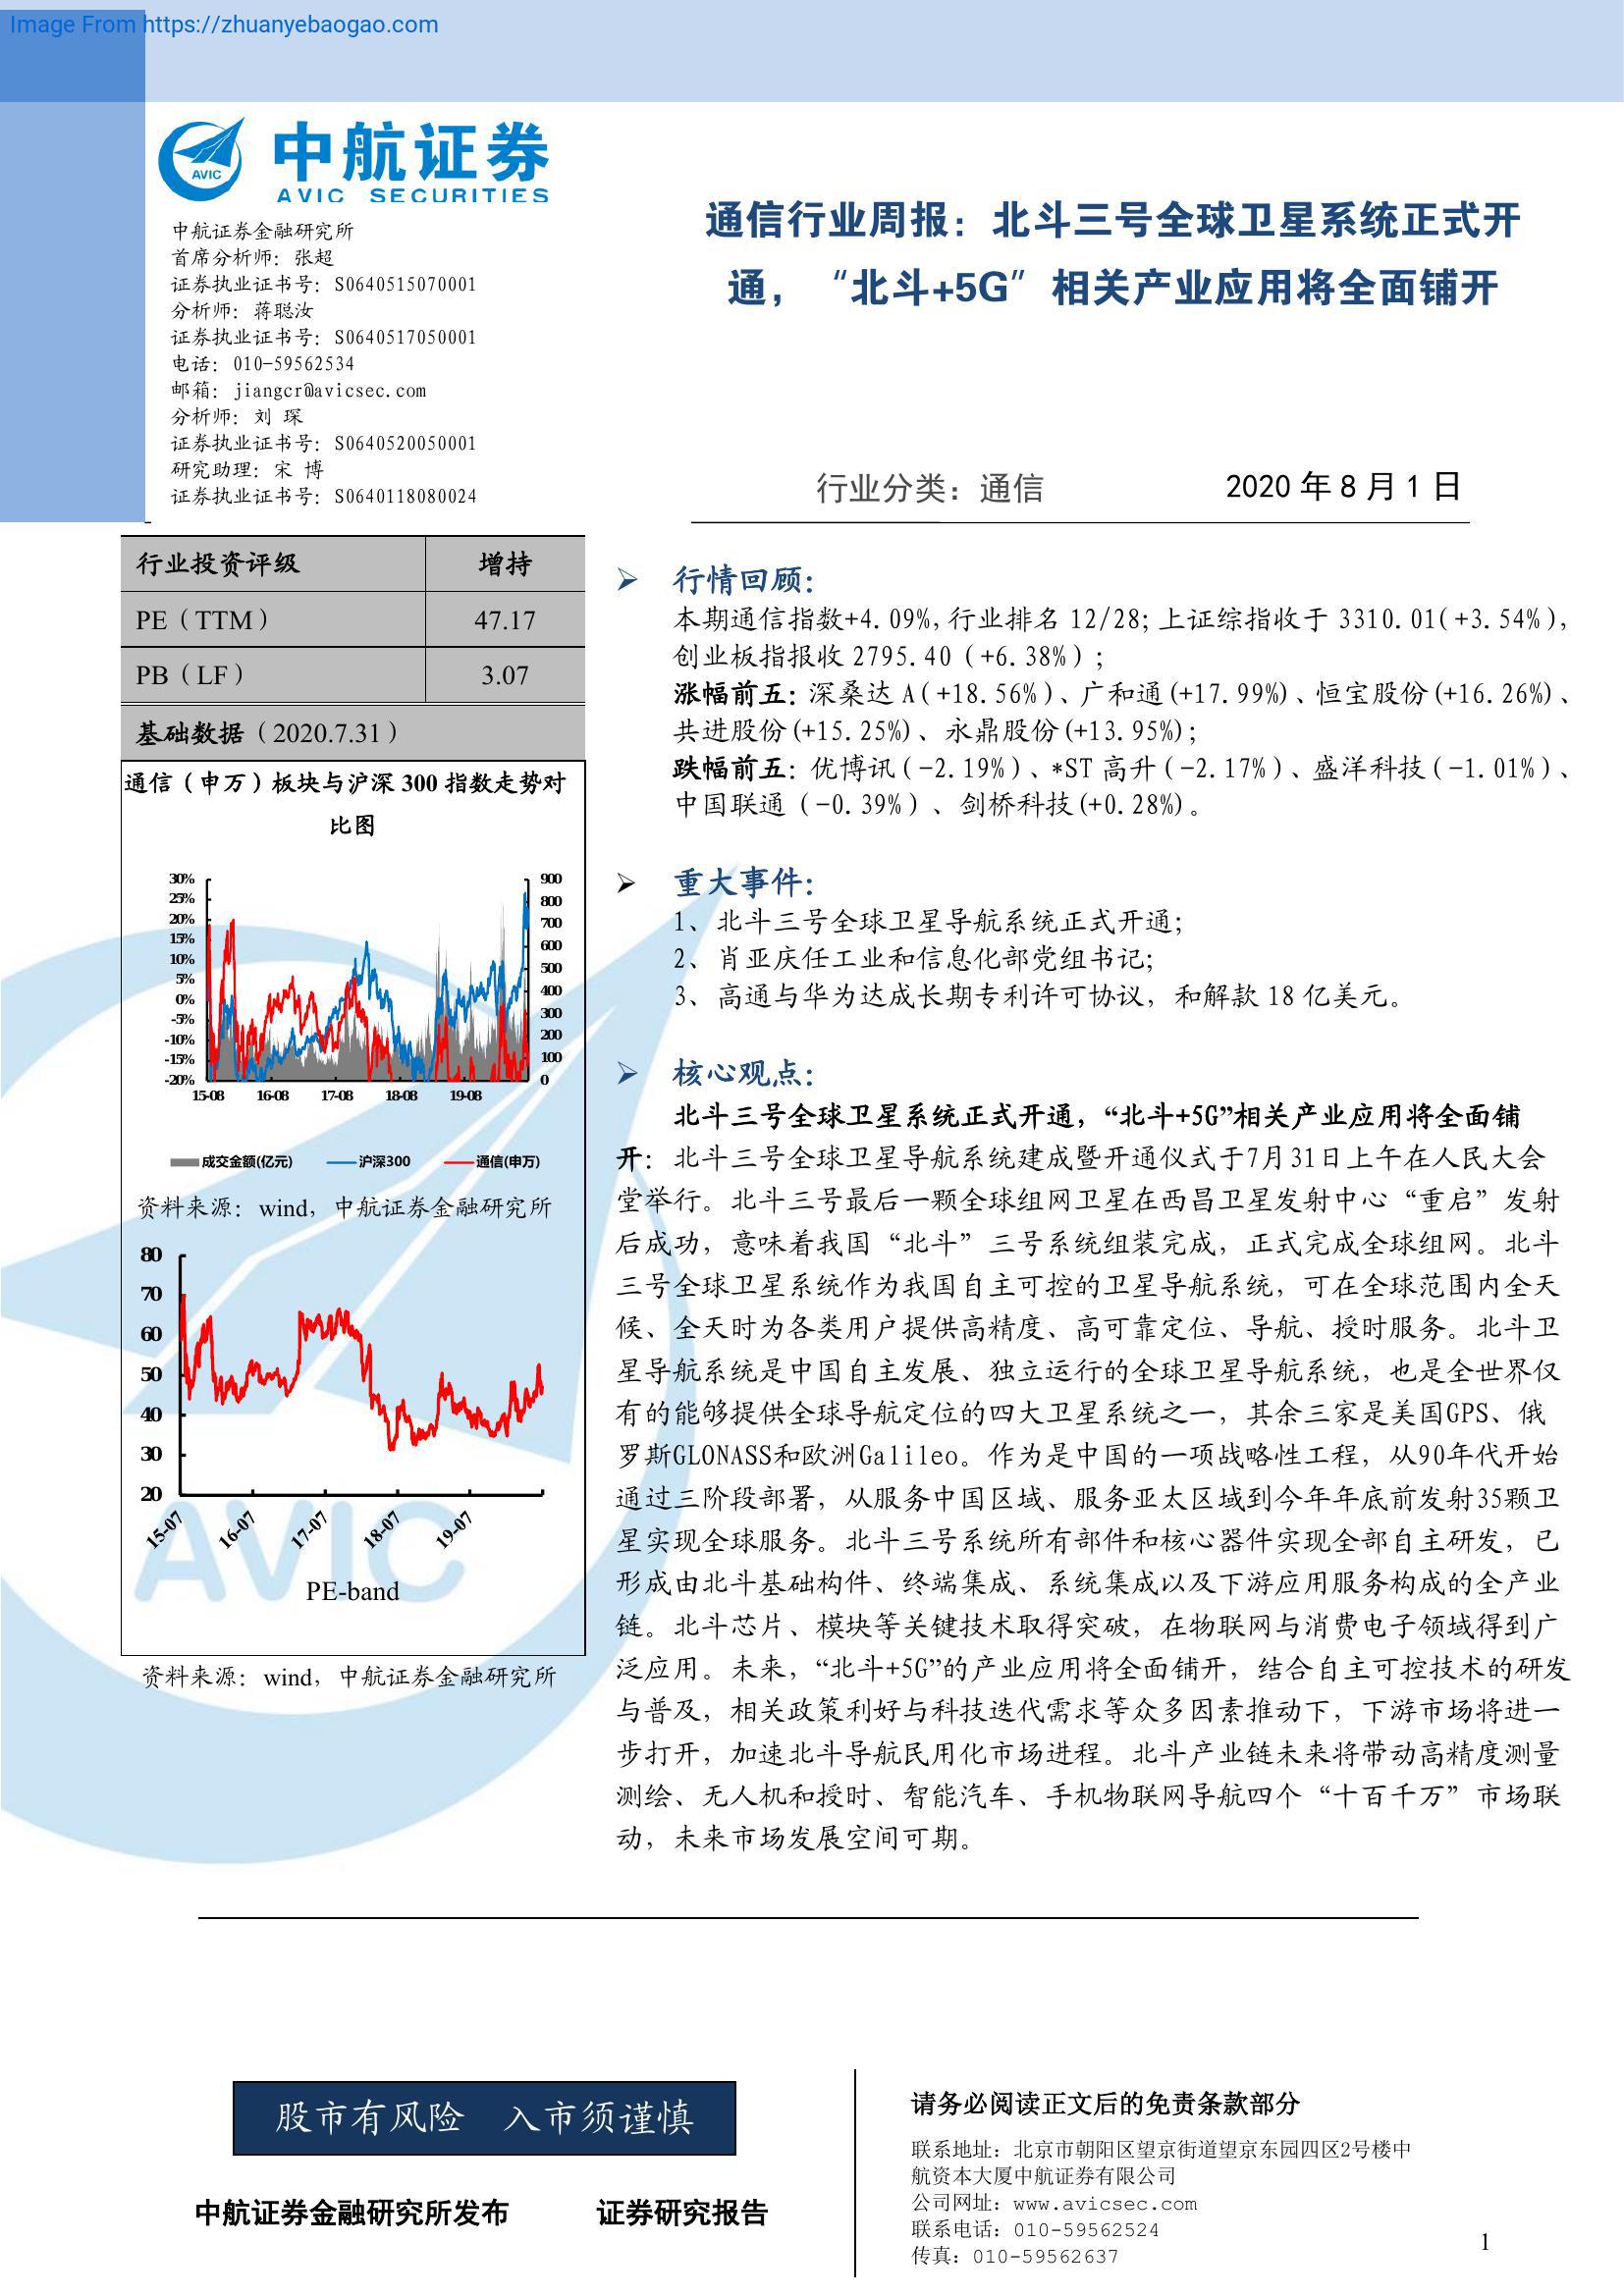 Image From https://zhuanyebaogao.com
AVIC
中航证券
AVIC SECURITIES
中航证券金融研究所
首席分析师：张超
证券执业证书号：S0640515070001
分析师：蒋聪汝
证券执业证书号：S0640517050001
电话：010-59562534
邮箱：jiangcr@avicsec.com
分析师：刘 琛
证券执业证书号：S0640520050001
研究助理：宋 博
证券执业证书号：S0640118080024
通信行业周报：北斗三号全球卫星系统正式开
通，“北斗+5G”相关产业应用将全面铺开
行业分类：通信 2020 年 8 月 1 日
行业投资评级 增持
PE（TTM） 47.17
PB（LF） 3.07
基础数据（2020.7.31）
通信（申万）板块与沪深 300 指数走势对
比图
30% 900
25% 800
20% 700
15% 600
10% 500
5% 400
0% 300
-5% 200
-10% 100
-15% 0
-20%
15-08 16-08 17-08 18-08 19-08
成交金额(亿元) 沪深300 通信(申万)
资料来源：wind，中航证券金融研究所
80
70
60
50
40
30
20
15-07 16-07 17-07 18-07 19-07
AVIC
PE-band
资料来源：wind，中航证券金融研究所
➢ 行情回顾：
本期通信指数+4.09%,行业排名 12/28;上证综指收于 3310.01(+3.54%),
创业板指报收 2795.40（+6.38%）;
涨幅前五：深桑达 A(+18.56%)、广和通(+17.99%)、恒宝股份(+16.26%)、
共进股份(+15.25%)、永鼎股份(+13.95%);
跌幅前五：优博讯(-2.19%)、*ST 高升(-2.17%)、盛洋科技(-1.01%)、
中国联通（-0.39%）、剑桥科技(+0.28%)。
➢ 重大事件：
1、北斗三号全球卫星导航系统正式开通;
2、肖亚庆任工业和信息化部党组书记;
3、高通与华为达成长期专利许可协议，和解款 18 亿美元。
➢ 核心观点：
北斗三号全球卫星系统正式开通，“北斗+5G”相关产业应用将全面铺
开：北斗三号全球卫星导航系统建成暨开通仪式于7月31日上午在人民大会
堂举行。北斗三号最后一颗全球组网卫星在西昌卫星发射中心“重启”发射
后成功，意味着我国“北斗”三号系统组装完成，正式完成全球组网。北斗
三号全球卫星系统作为我国自主可控的卫星导航系统，可在全球范围内全天
候、全天时为各类用户提供高精度、高可靠定位、导航、授时服务。北斗卫
星导航系统是中国自主发展、独立运行的全球卫星导航系统，也是全世界仅
有的能够提供全球导航定位的四大卫星系统之一，其余三家是美国GPS、俄
罗斯GLONASS和欧洲Galileo。作为是中国的一项战略性工程，从90年代开始
通过三阶段部署，从服务中国区域、服务亚太区域到今年年底前发射35颗卫
星实现全球服务。北斗三号系统所有部件和核心器件实现全部自主研发，已
形成由北斗基础构件、终端集成、系统集成以及下游应用服务构成的全产业
链。北斗芯片、模块等关键技术取得突破，在物联网与消费电子领域得到广
泛应用。未来，“北斗+5G”的产业应用将全面铺开，结合自主可控技术的研发
与普及，相关政策利好与科技迭代需求等众多因素推动下，下游市场将进一
步打开，加速北斗导航民用化市场进程。北斗产业链未来将带动高精度测量
测绘、无人机和授时、智能汽车、手机物联网导航四个“十百千万”市场联
动，未来市场发展空间可期。
股市有风险 入市须谨慎
中航证券金融研究所发布 证券研究报告
请务必阅读正文后的免责条款部分
联系地址：北京市朝阳区望京街道望京东园四区2号楼中
航资本大厦中航证券有限公司
公司网址：www.avicsec.com
联系电话：010-59562524
传真：010-59562637
1